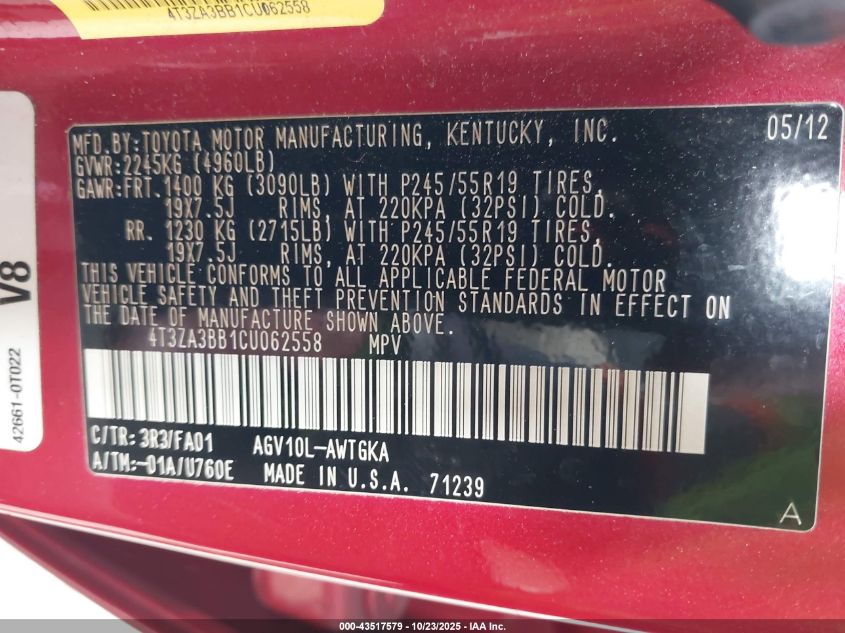 4T3ZA3BB1CU062558
MFD.BY:TOYOTA MOTOR MANUFACTURING, KENTUCKY, INC. 05/12
GVWR:2245KG (4960LB)
GAWR:FRT. 1400 KG (3090LB) WITH P245/55R19 TIRES,
19X7.5J RIMS, AT 220KPA (32PSI) COLD.
RR. 1230 KG (2715LB) WITH P245/55R19 TIRES,
19X7.5J RIMS, AT 220KPA (32PSI) COLD.
THIS VEHICLE CONFORMS TO ALL APPLICABLE FEDERAL MOTOR
VEHICLE SAFETY AND THEFT PREVENTION STANDARDS IN EFFECT ON
THE DATE OF MANUFACTURE SHOWN ABOVE.
4T3ZA3BB1CU062558 MPV
C/TR: 3R3/FA01 AGV10L-AWTGKA
A/TM:-01A/U760E MADE IN U.S.A. 71239
A
V8
42661-0T022
000-43517579 - 10/23/2025 - IAA, Inc.